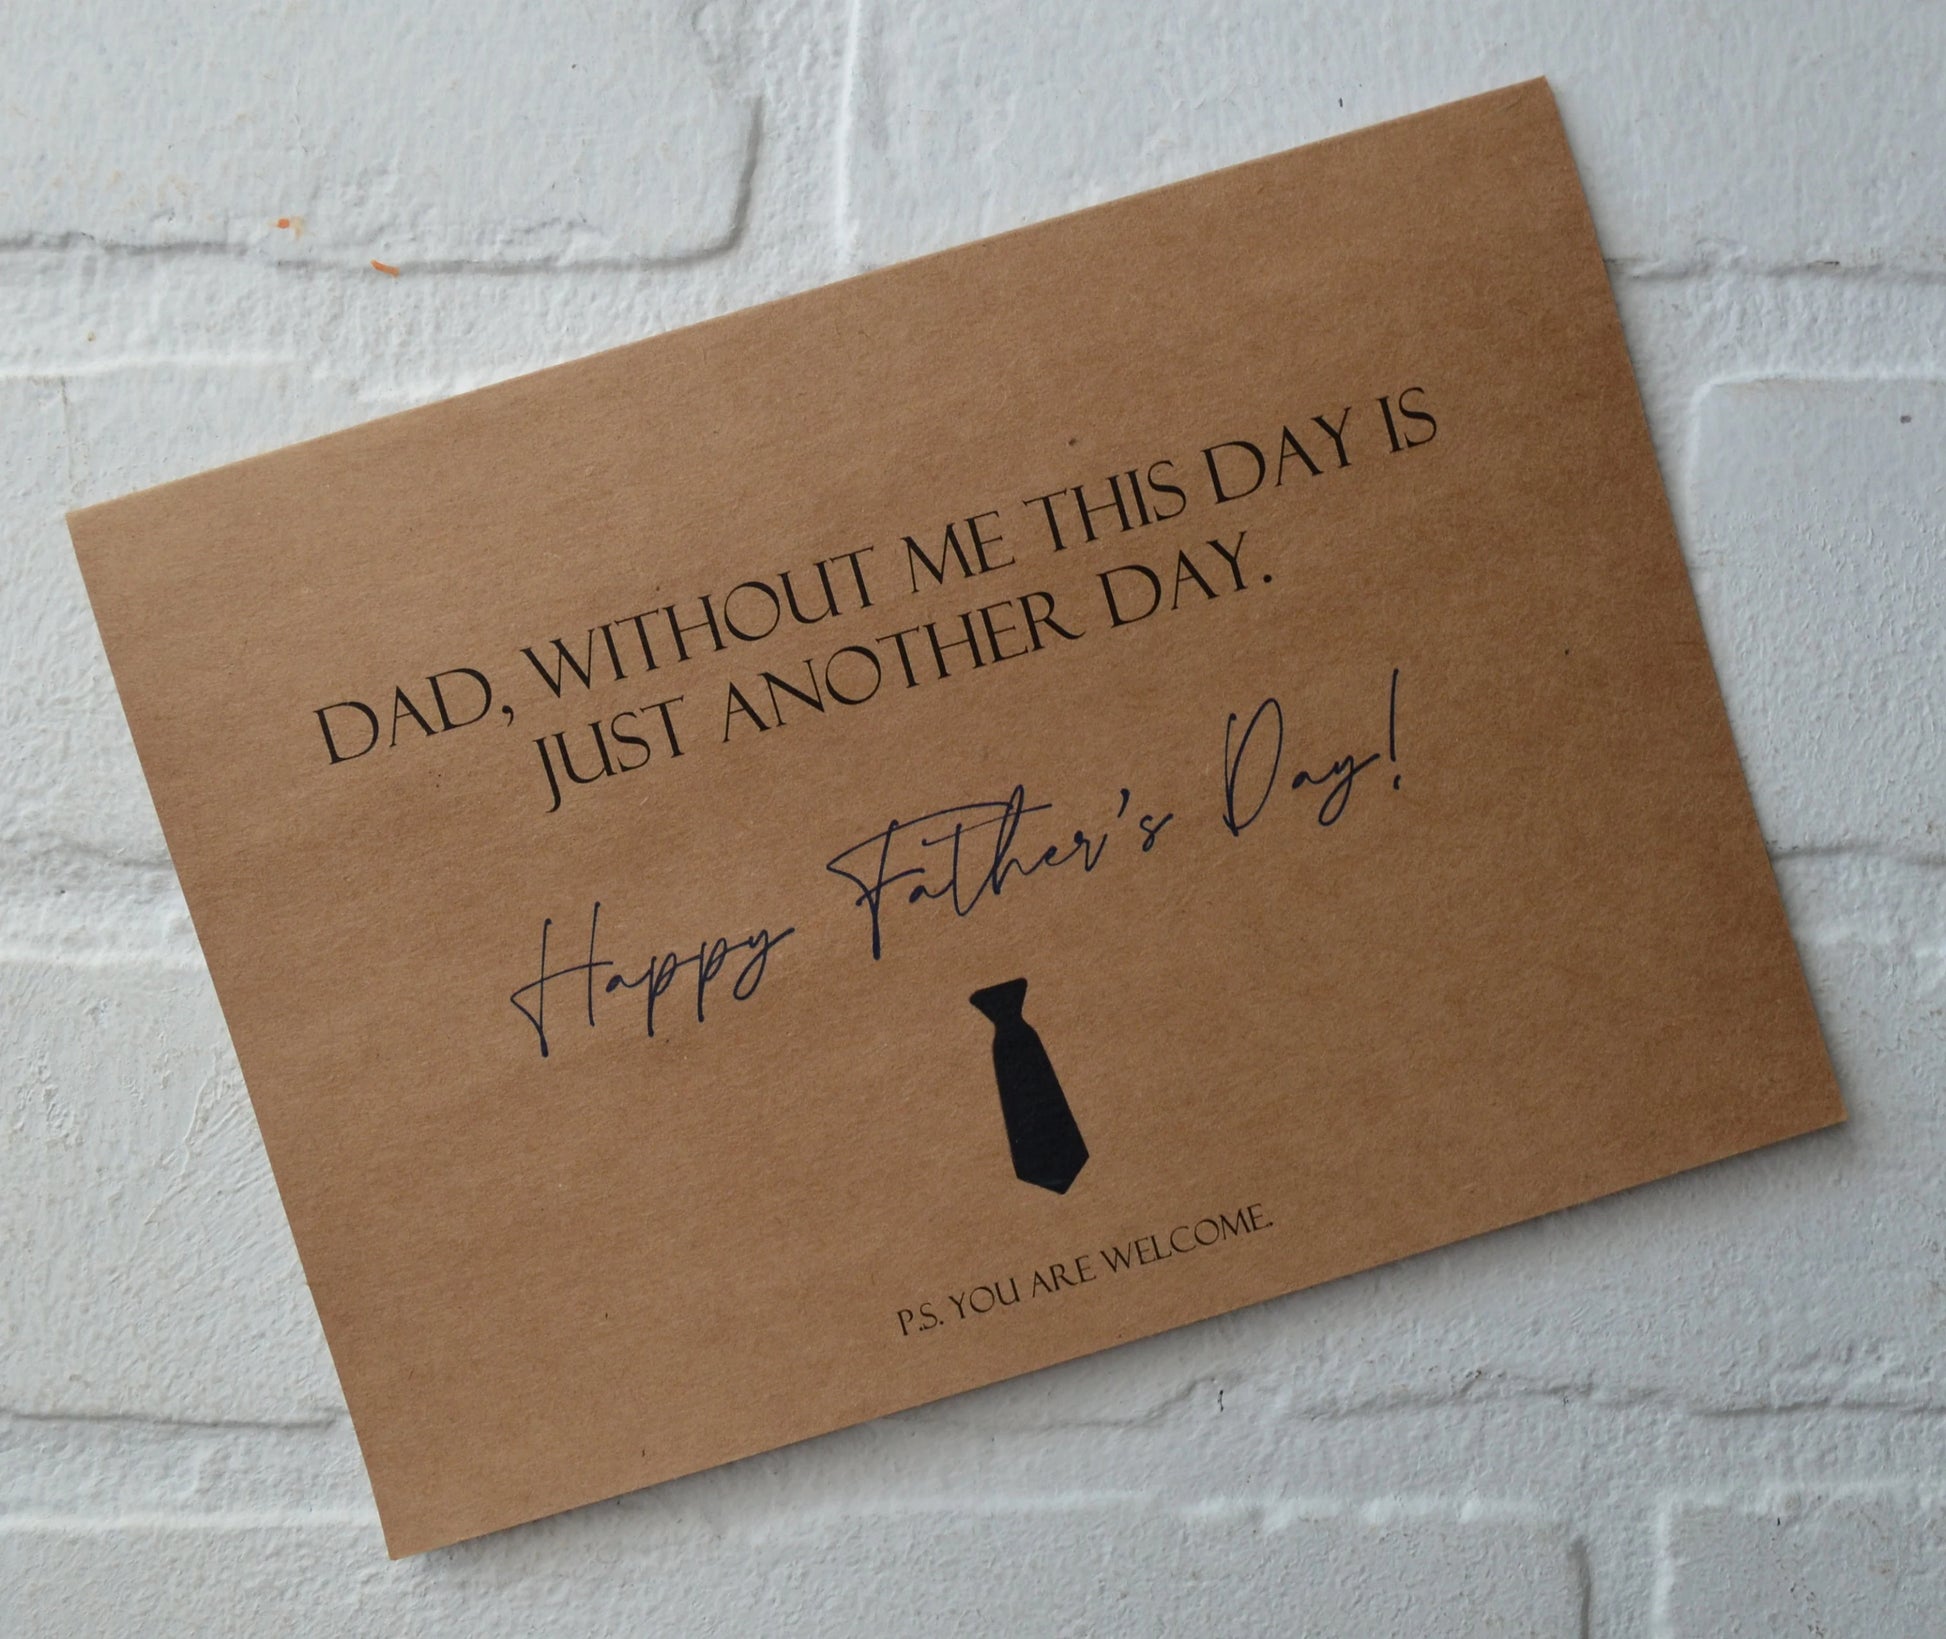 DAD, WITHOUT ME THIS DAY IS
JUST ANOTHER DAY.
Happy Father's Day!
P.S. YOU ARE WELCOME.